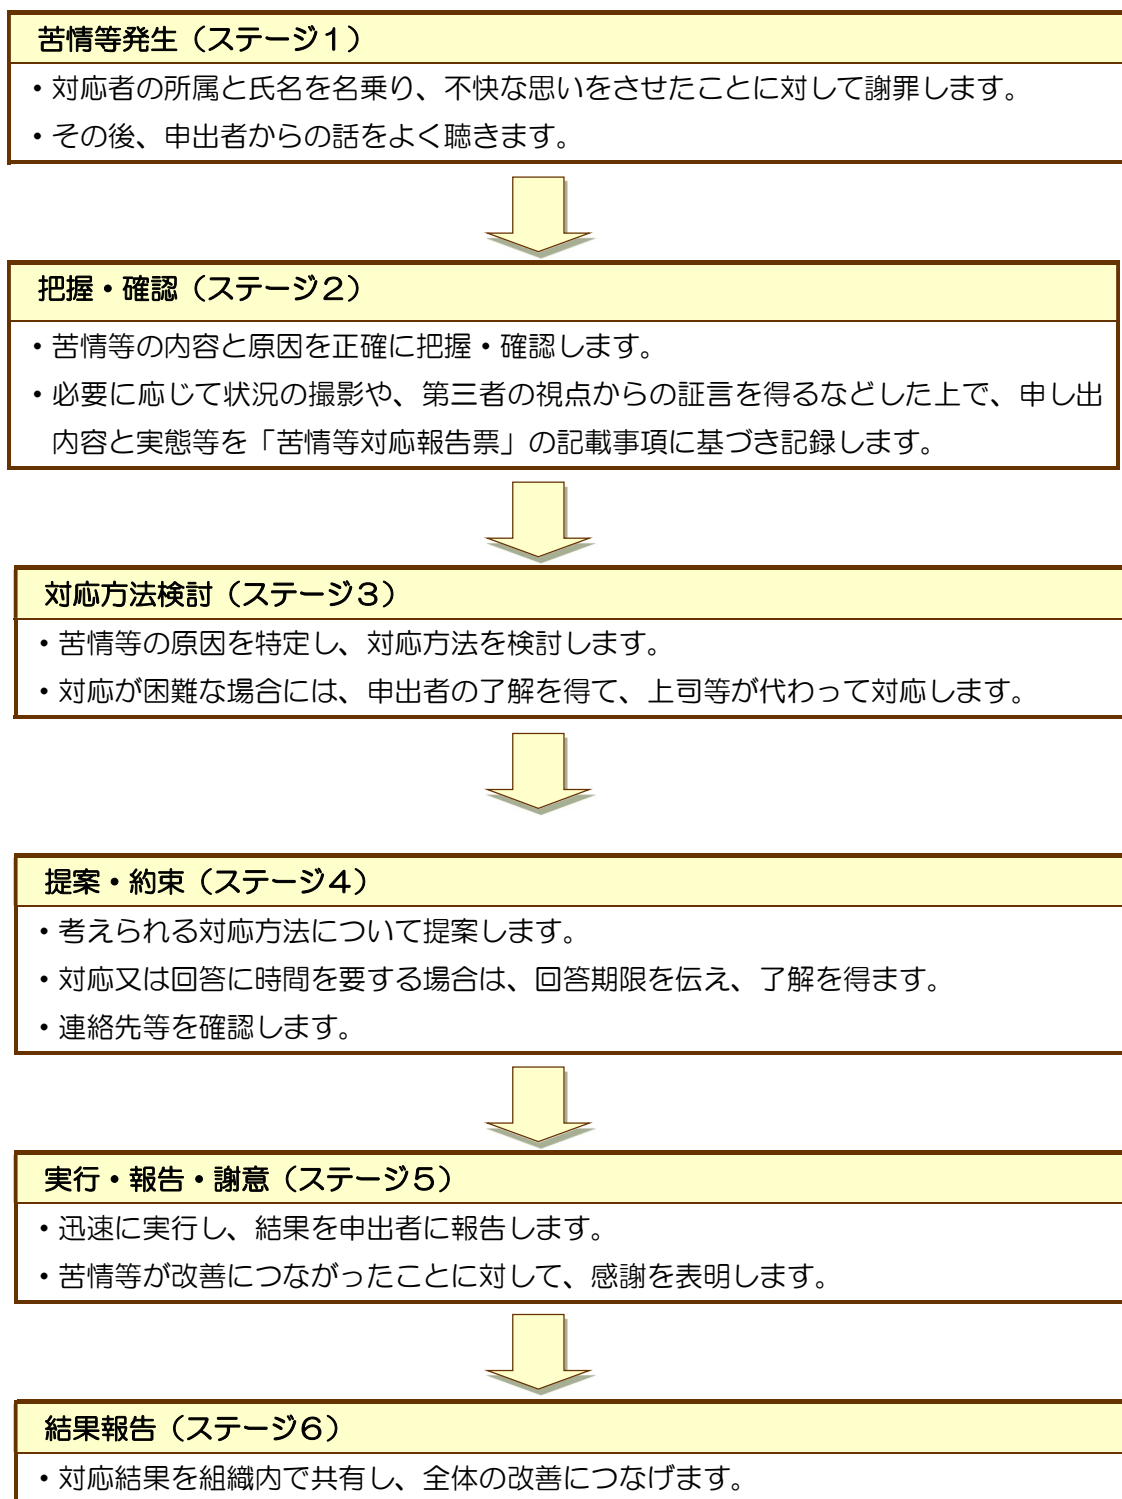 苦情等発生（ステージ１）
・対応者の所属と氏名を名乗り、不快な思いをさせたことに対して謝罪します。
・その後、申出者からの話をよく聴きます。
把握・確認（ステージ２）
・苦情等の内容と原因を正確に把握・確認します。
・必要に応じて状況の撮影や、第三者の視点からの証言を得るなどした上で、申し出
内容と実態等を「苦情等対応報告票」の記載事項に基づき記録します。
対応方法検討（ステージ３）
・苦情等の原因を特定し、対応方法を検討します。
・対応が困難な場合には、申出者の了解を得て、上司等が代わって対応します。
提案・約束（ステージ４）
・考えられる対応方法について提案します。
・対応又は回答に時間を要する場合は、回答期限を伝え、了解を得ます。
・連絡先等を確認します。
実行・報告・謝意（ステージ５）
・迅速に実行し、結果を申出者に報告します。
・苦情等が改善につながったことに対して、感謝を表明します。
結果報告（ステージ６）
・対応結果を組織内で共有し、全体の改善につなげます。